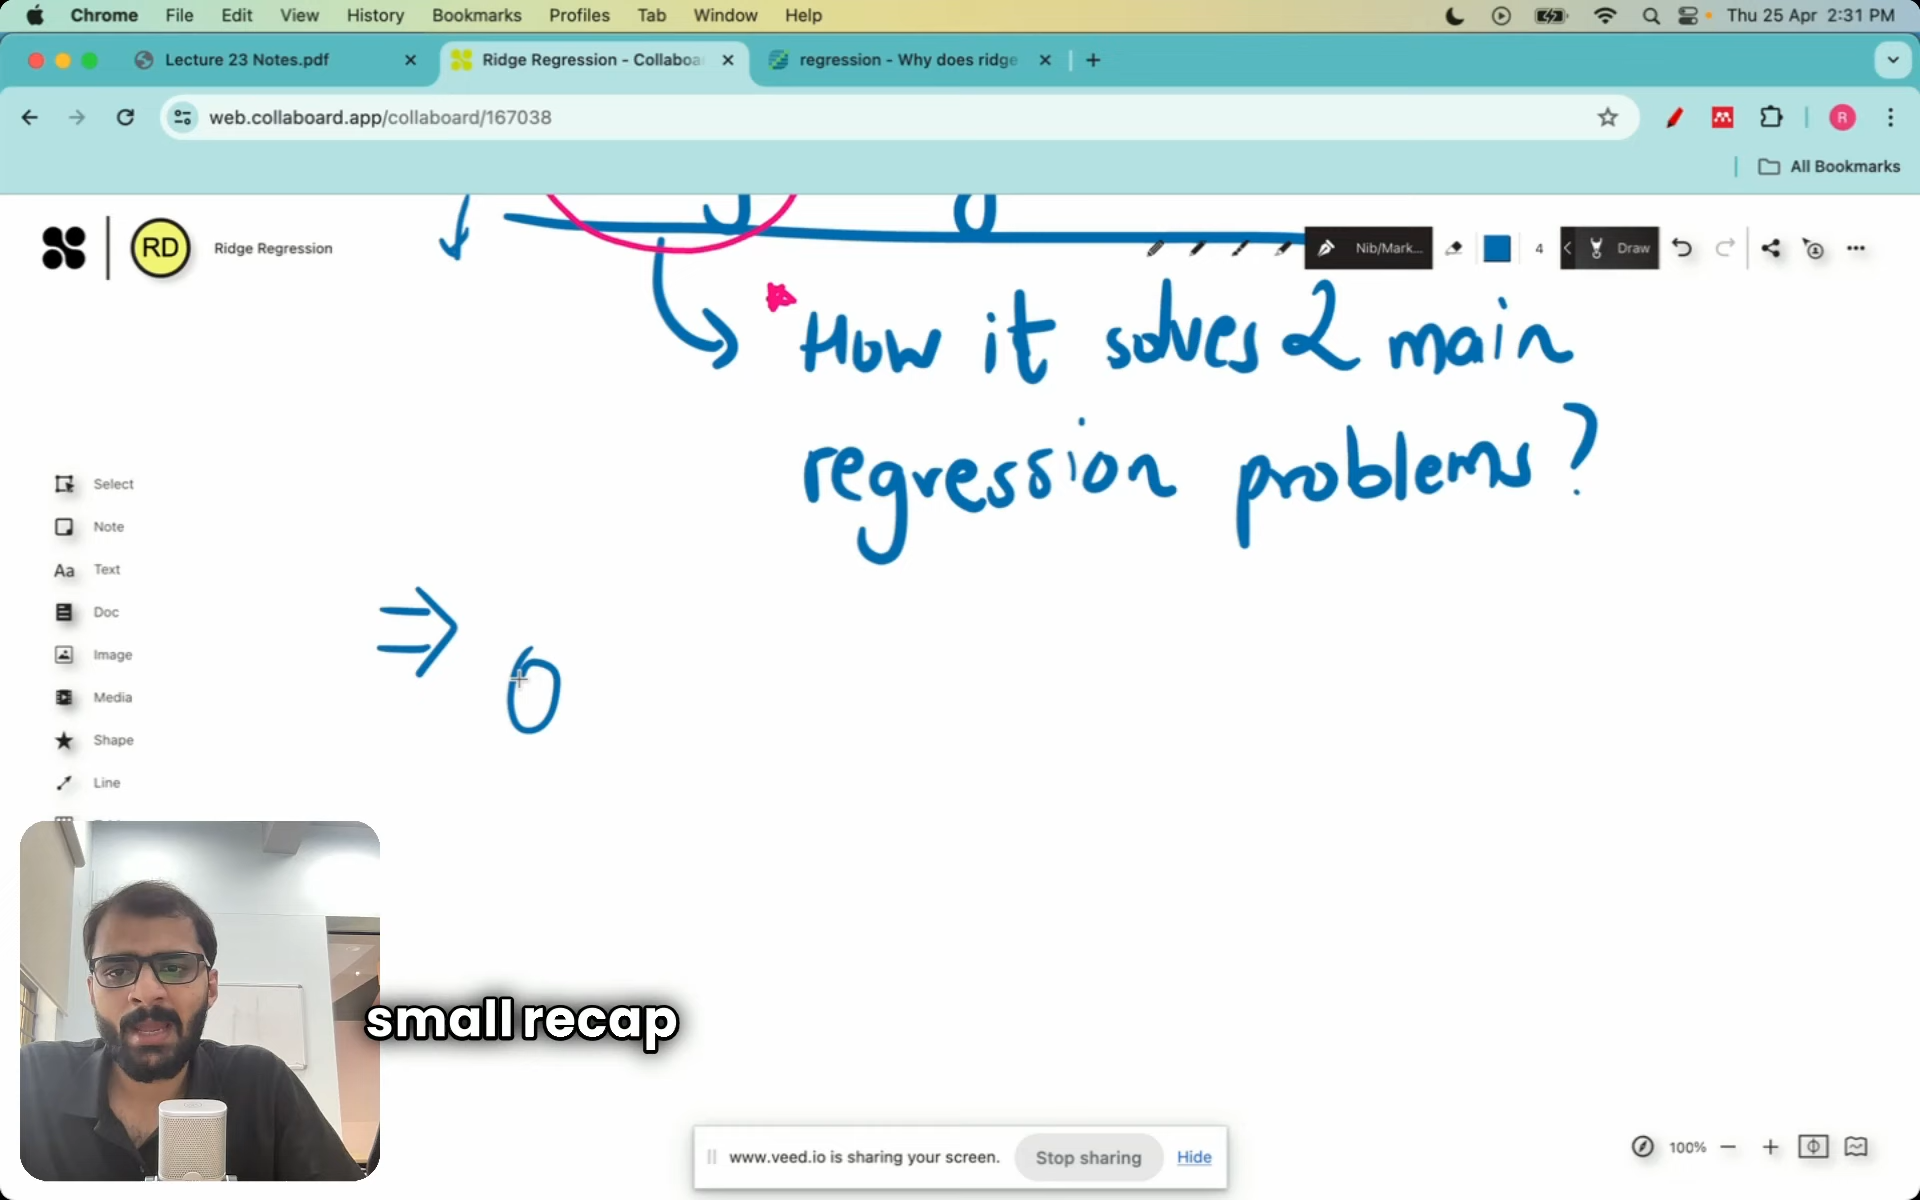 Chrome File Edit View History Bookmarks Profiles Tab Window Help Thu 25 Apr 2:31 PM
Lecture 23 Notes.pdf Ridge Regression - Collaboa regression - Why does ridge
web.collaboard.app/collaboard/167038 R
All Bookmarks
RD Ridge Regression Nib/Mark... 4 Draw
How it solves 2 main
regression problems?
Select
Note
Aa Text
Doc
Image
Media
Shape
Line
⇒ O
small recap
www.veed.io is sharing your screen. Stop sharing Hide
100%